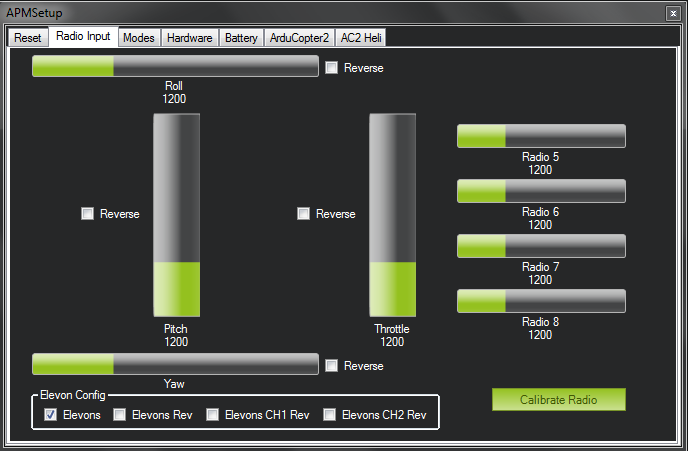 APMSetup
Reset Radio Input Modes Hardware Battery ArduCopter2 AC2 Heli
Reverse
Roll
1200
Reverse
Pitch
1200
Reverse
Throttle
1200
Radio 5
1200
Radio 6
1200
Radio 7
1200
Radio 8
1200
Reverse
Yaw
Elevon Config
Elevons Elevons Rev Elevons CH1 Rev Elevons CH2 Rev
Calibrate Radio